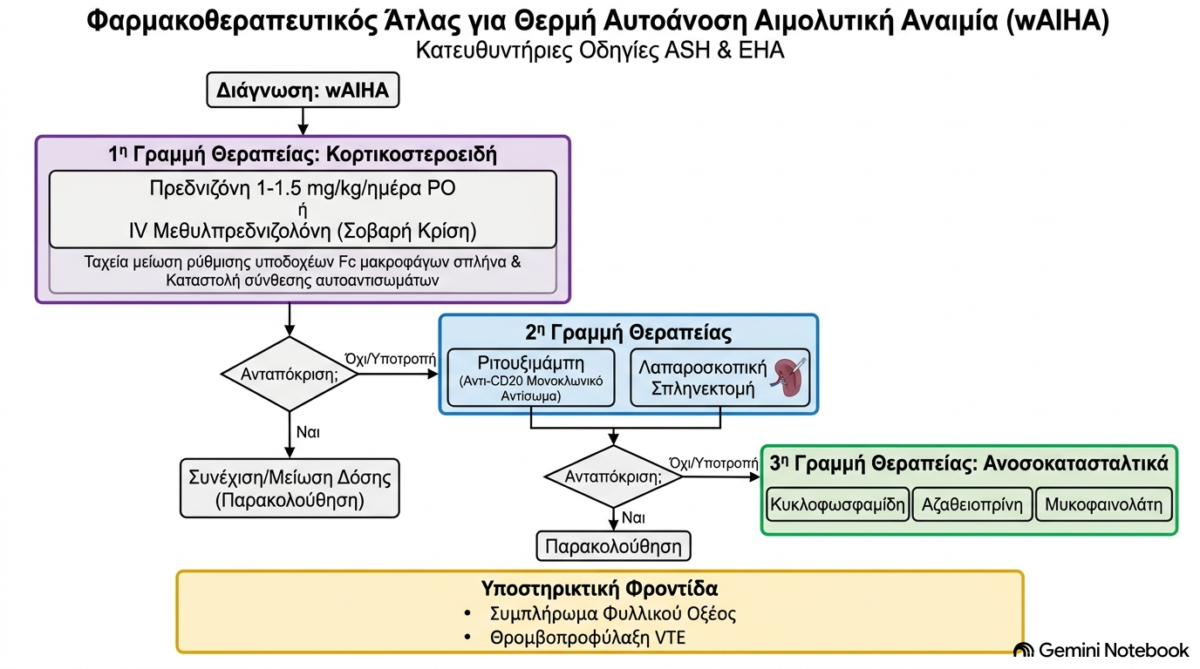 Φαρμακοθεραπευτικός Άτλας για Θερμή Αυτοάνοση Αιμολυτική Αναιμία (wAIHA)
Κατευθυντήριες Οδηγίες ASH & EHA
Διάγνωση: wAIHA
1η Γραμμή Θεραπείας: Κορτικοστεροειδή
Πρεδνιζόνη 1-1.5 mg/kg/ημέρα PO
ή
IV Μεθυλπρεδνιζολόνη (Σοβαρή Κρίση)
Ταχεία μείωση ρύθμισης υποδοχέων Fc μακροφάγων σπλήνα &
Καταστολή σύνθεσης αυτοαντισωμάτων
Ανταπόκριση;
Όχι/Υποτροπή
Ναι
Συνέχιση/Μείωση Δόσης
(Παρακολούθηση)
2η Γραμμή Θεραπείας
Ριτουξιμάμπη
(Αντι-CD20 Μονοκλωνικό
Αντίσωμα)
Λαπαροσκοπική
Σπληνεκτομή
Ανταπόκριση;
Όχι/Υποτροπή
Ναι
Παρακολούθηση
3η Γραμμή Θεραπείας: Ανοσοκατασταλτικά
Κυκλοφωσφαμίδη
Αζαθειοπρίνη
Μυκοφαινολάτη
Υποστηρικτική Φροντίδα
• Συμπλήρωμα Φυλλικού Οξέος
• Θρομβοπροφύλαξη VTE
Gemini Notebook